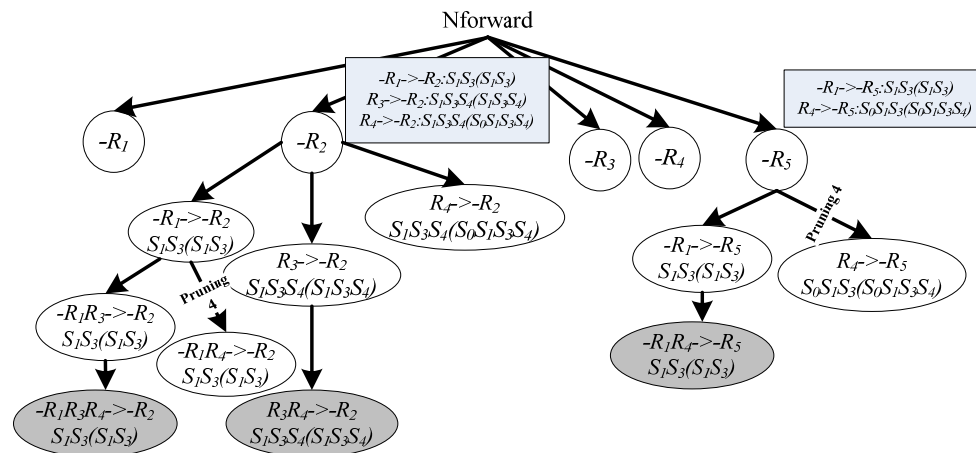 Nforward
-R₁->-R₂:S₁S₃(S₁S₃)
R₃->-R₂:S₁S₃S₄(S₁S₃S₄)
R₄->-R₂:S₁S₃S₄(S₀S₁S₃S₄)
-R₁->-R₅:S₁S₃(S₁S₃)
R₄->-R₅:S₀S₁S₃(S₀S₁S₃S₄)
-R₁
-R₂
-R₃
-R₄
-R₅
-R₁->-R₂
S₁S₃(S₁S₃)
R₃->-R₂
S₁S₃S₄(S₁S₃S₄)
R₄->-R₂
S₁S₃S₄(S₀S₁S₃S₄)
-R₁->-R₅
S₁S₃(S₁S₃)
Pruning 4
R₄->-R₅
S₀S₁S₃(S₀S₁S₃S₄)
-R₁R₃->-R₂
S₁S₃(S₁S₃)
Pruning
4
-R₁R₄->-R₂
S₁S₃(S₁S₃)
-R₁R₄->-R₅
S₁S₃(S₁S₃)
-R₁R₃R₄->-R₂
S₁S₃(S₁S₃)
R₃R₄->-R₂
S₁S₃S₄(S₁S₃S₄)